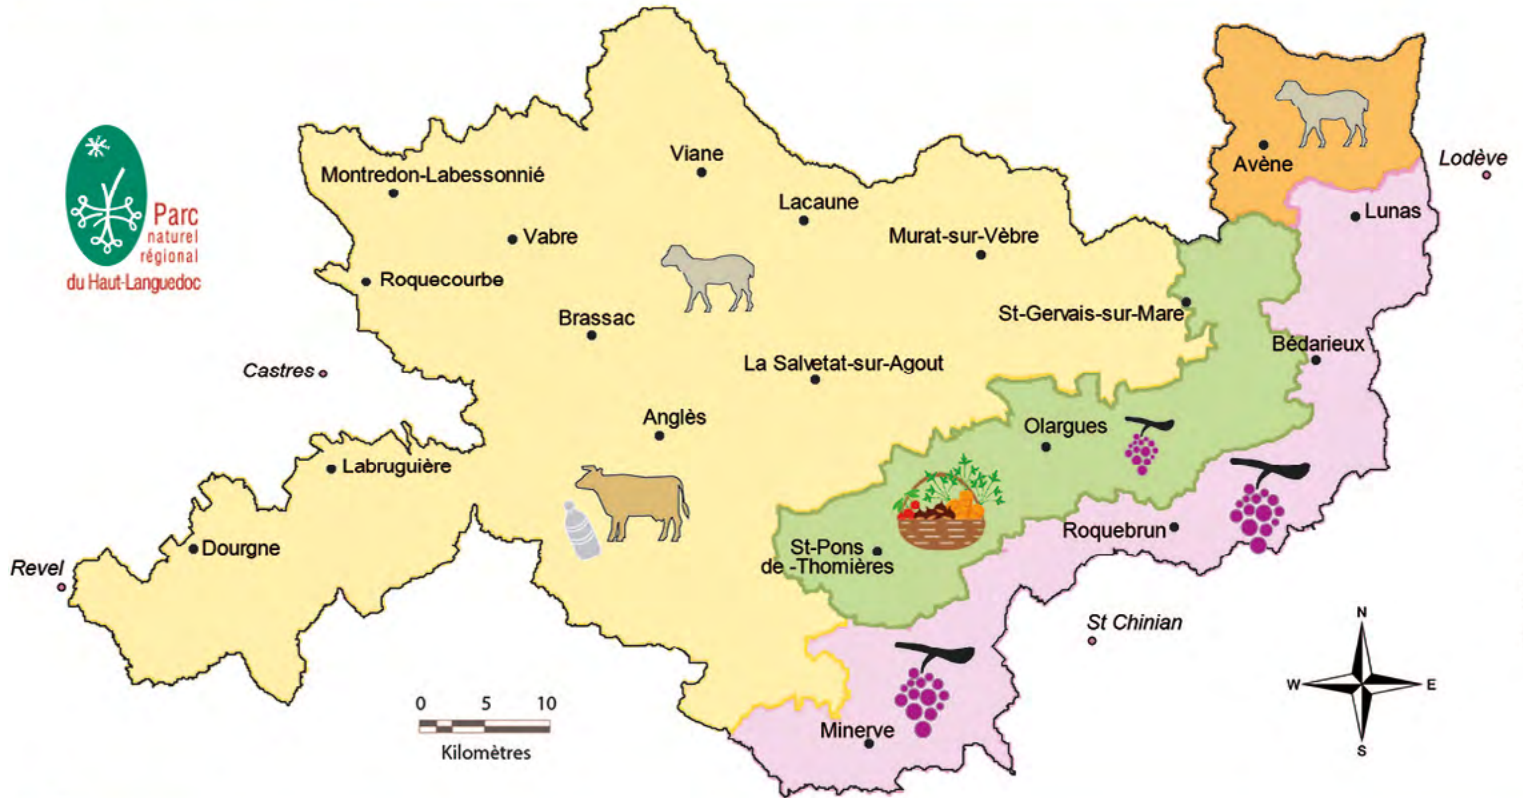 Parc
naturel
régional
du Haut-Languedoc
Viane
Montredon-Labessonnié
Lacaune
Vabre
Murat-sur-Vèbre
Roquecourbe
Brassac
St-Gervais-sur-Mare
Avène
Lodève
Lunas
Castres
La Salvetat-sur-Agout
Bédarieux
Anglès
Olargues
Labruguière
Roquebrun
Dourgne
St-Pons
de -Thomières
Revel
St Chinian
Minerve
0 5 10
Kilomètres
N
W E
S